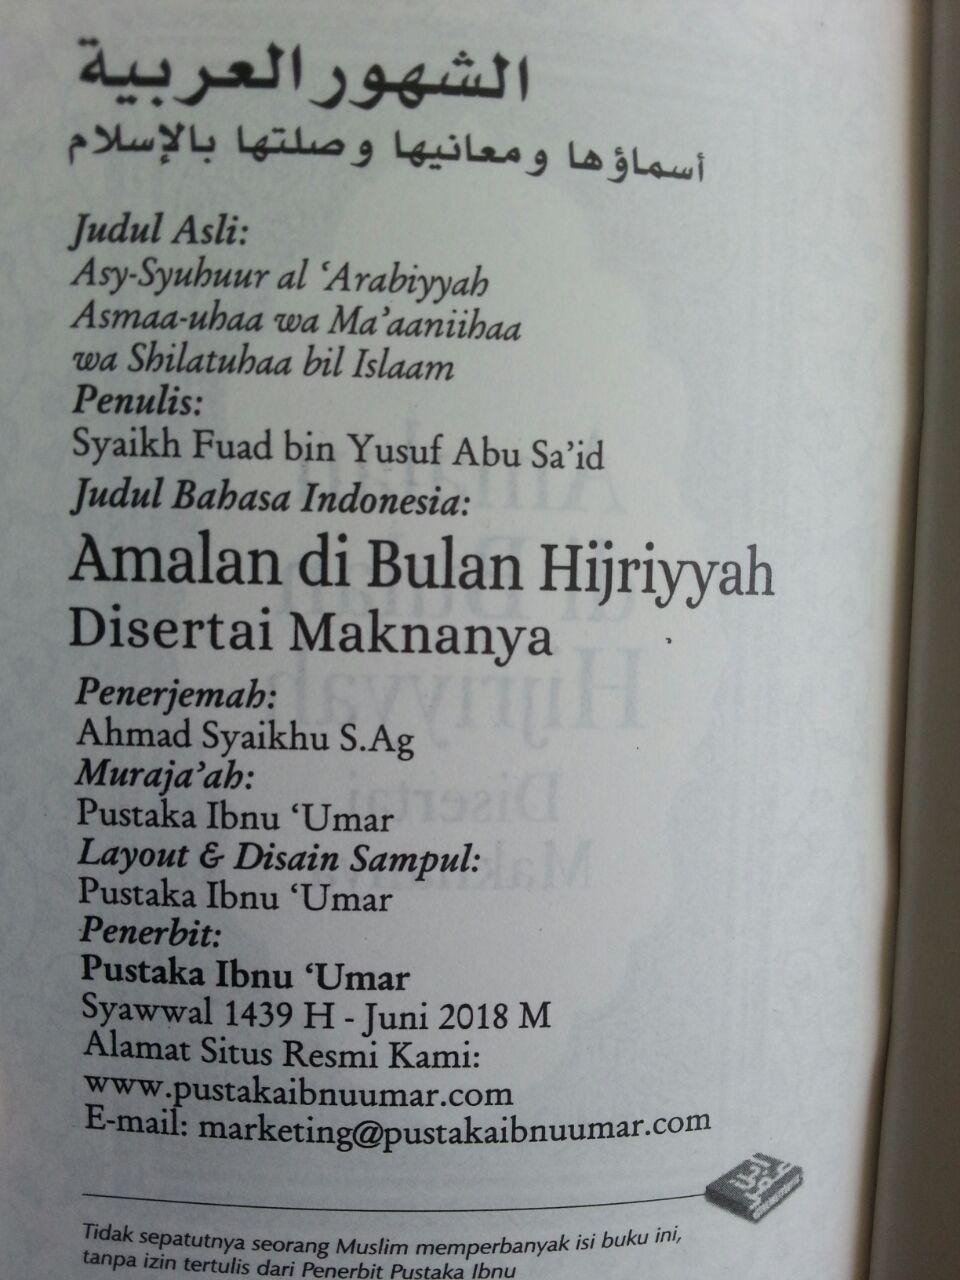 الشهور العربية
أسماؤها ومعانيها وصلتها بالإسلام
Judul Asli:
Asy-Syuhuur al ‘Arabiyyah
Asmaa-uhaa wa Ma’aaniihaa
wa Shilatuhaa bil Islaam
Penulis:
Syaikh Fuad bin Yusuf Abu Sa’id
Judul Bahasa Indonesia:
Amalan di Bulan Hijriyyah
Disertai Maknanya
Penerjemah:
Ahmad Syaikhu S.Ag
Muraja’ah:
Pustaka Ibnu ‘Umar
Layout & Disain Sampul:
Pustaka Ibnu ‘Umar
Penerbit:
Pustaka Ibnu ‘Umar
Syawwal 1439 H - Juni 2018 M
Alamat Situs Resmi Kami:
www.pustakaibnuumar.com
E-mail: marketing@pustakaibnuumar.com
Tidak sepatutnya seorang Muslim memperbanyak isi buku ini,
tanpa izin tertulis dari Penerbit Pustaka Ibnu